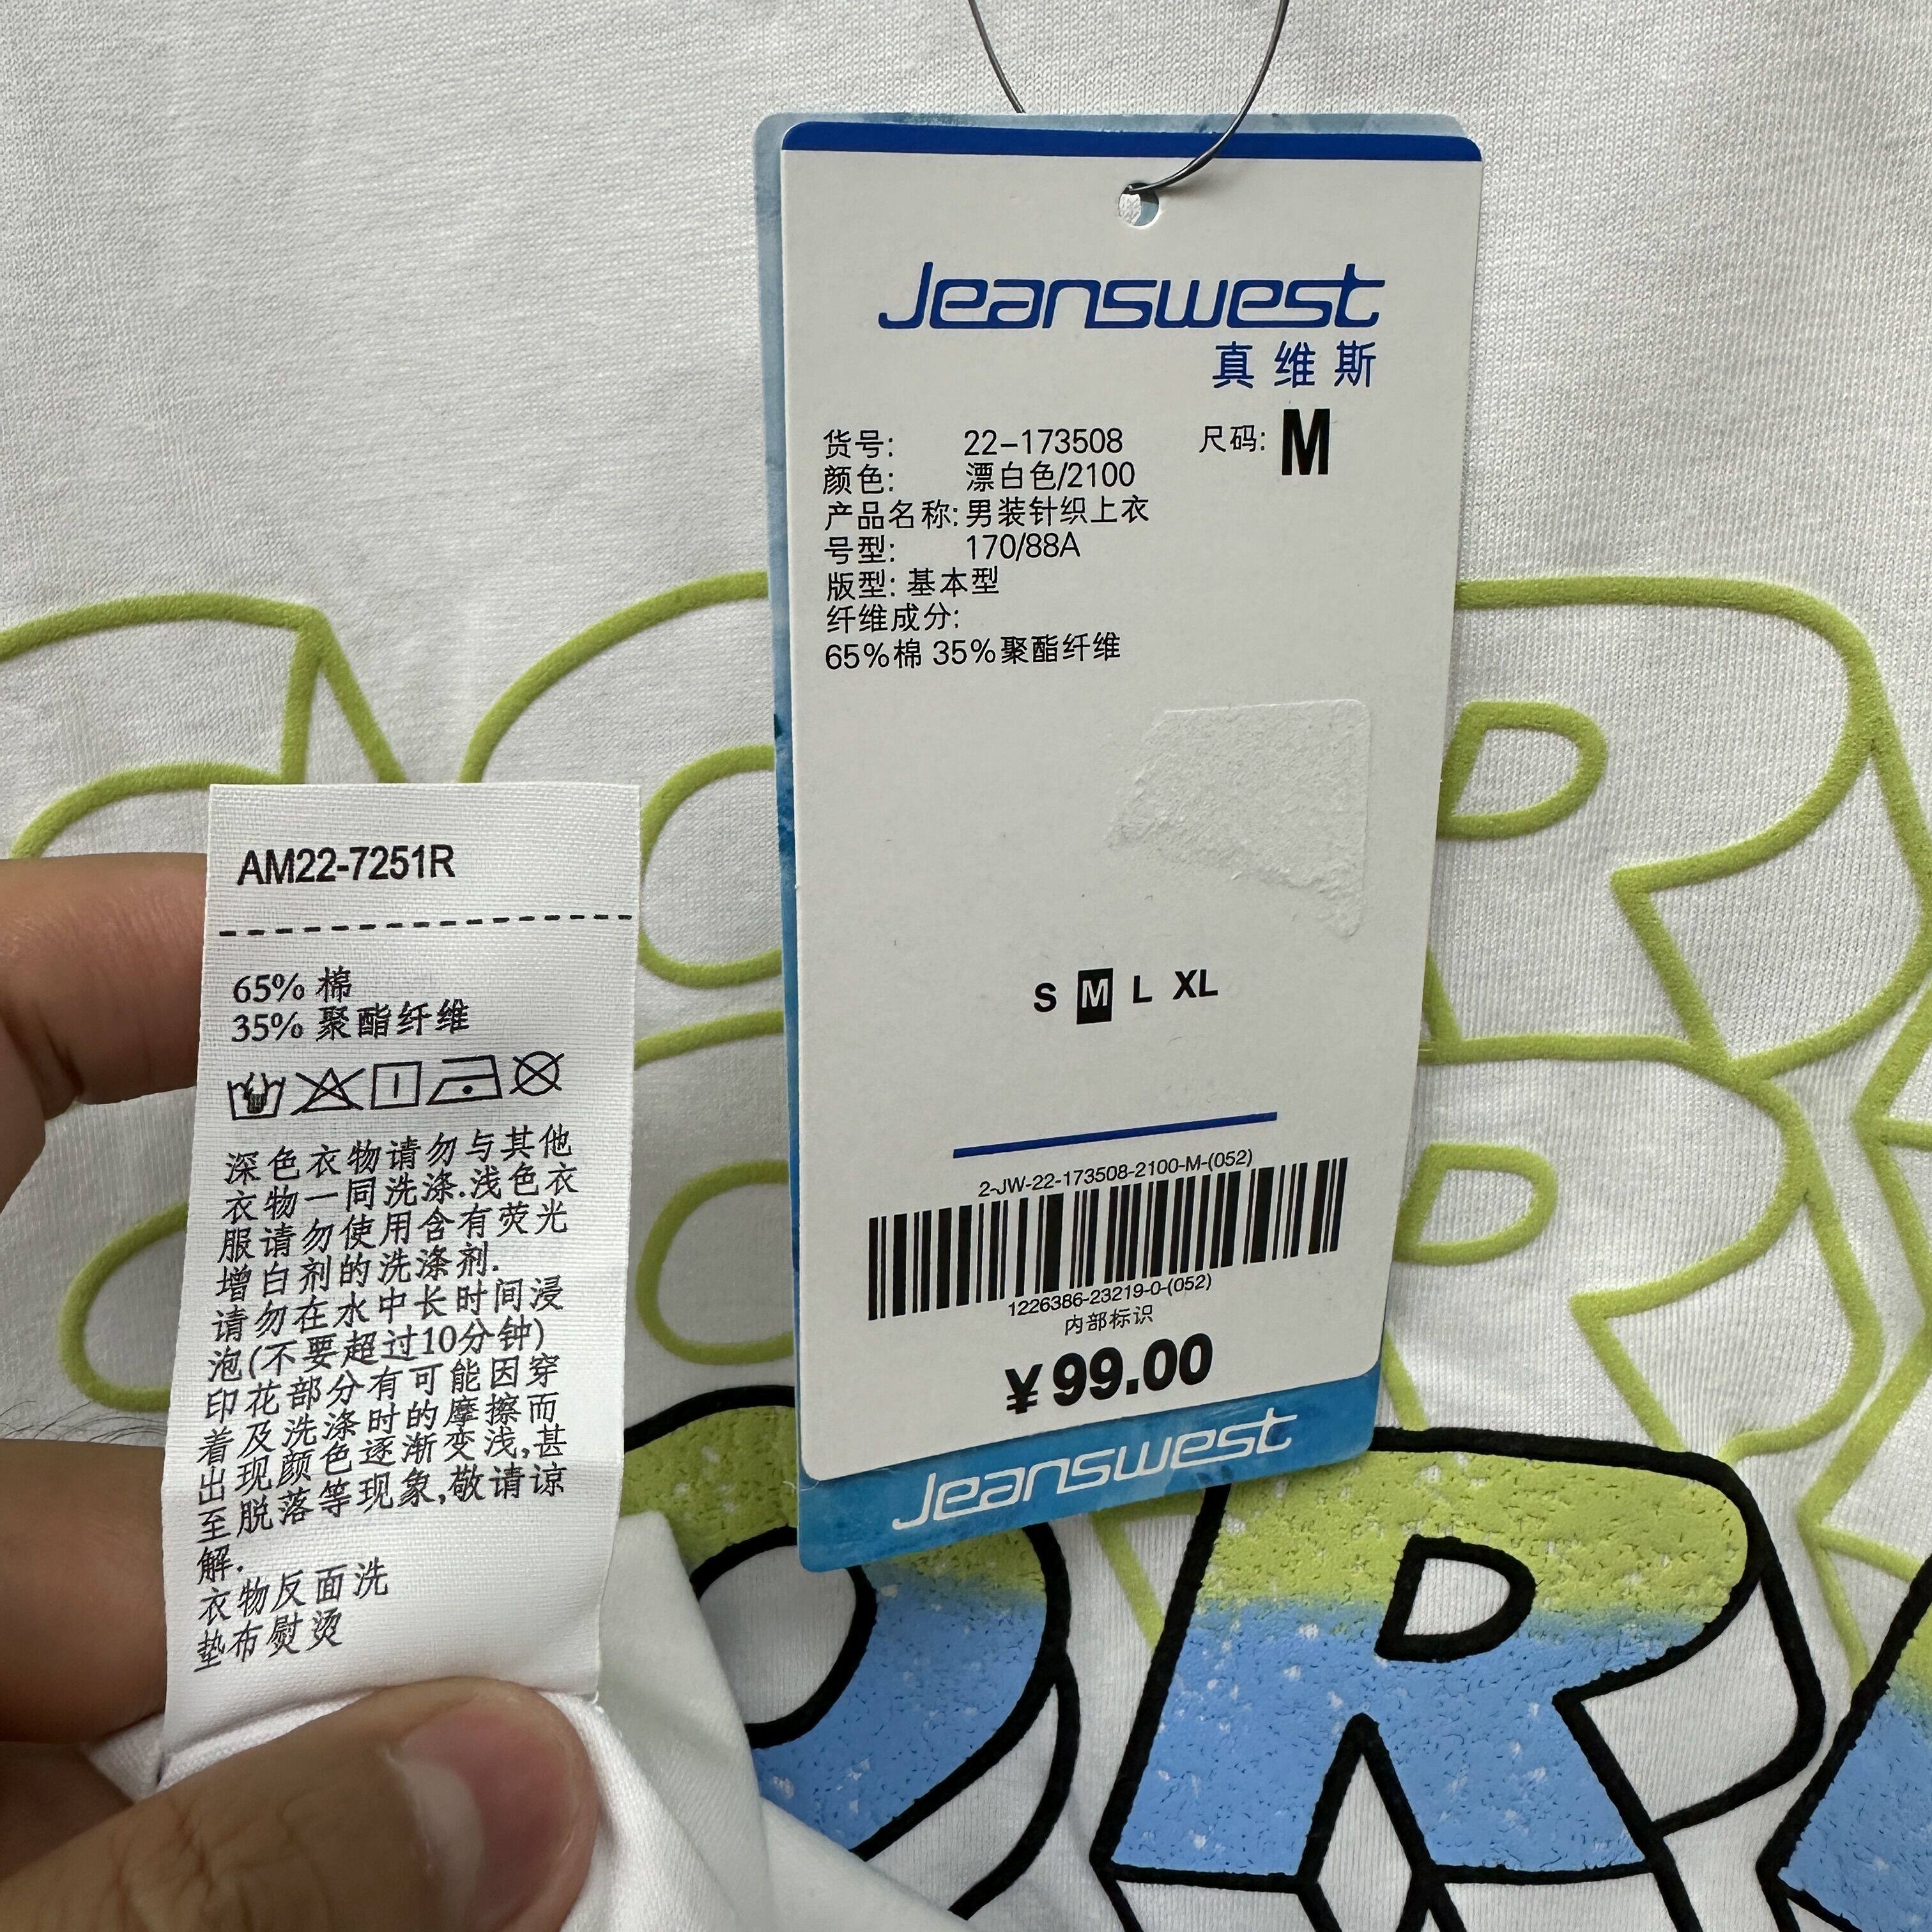 Jeanswest
真维斯
货号: 22-173508 尺码: M
颜色: 漂白色/2100
产品名称: 男装针织上衣
号型: 170/88A
版型: 基本型
纤维成分:
65%棉 35%聚酯纤维
S M L XL
2-JW-22-173508-2100-M-(052)
1226386-23219-0-(052)
内部标识
¥99.00
Jeanswest
AM22-7251R
65% 棉
35% 聚酯纤维
深色衣物请勿与其他
衣物一同洗涤.浅色衣
服请勿使用含有荧光
增白剂的洗涤剂.
请勿在水中长时间浸
泡(不要超过10分钟)
印花部分有可能因穿
着及洗涤时的摩擦而
出现颜色逐渐变浅,甚
至脱落等现象,敬请谅
解.
衣物反面洗
垫布熨烫